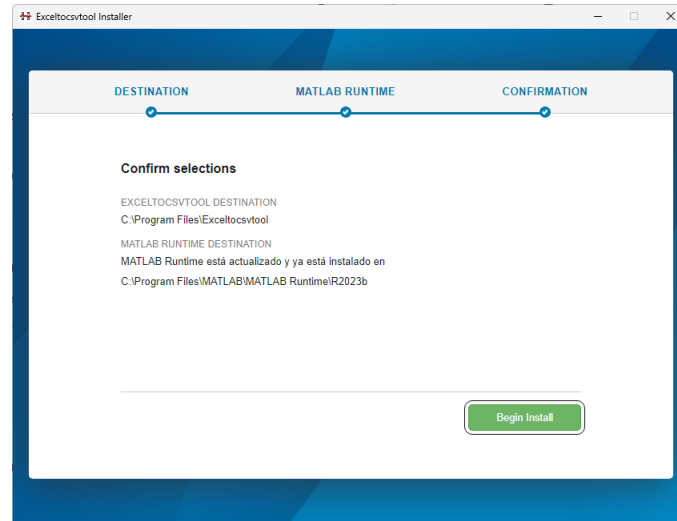 Exceltocsvtool Installer
DESTINATION MATLAB RUNTIME CONFIRMATION
Confirm selections
EXCELTOCSVTOOL DESTINATION
C:\Program Files\Exceltocsvtool
MATLAB RUNTIME DESTINATION
MATLAB Runtime está actualizado y ya está instalado en
C:\Program Files\MATLAB\MATLAB Runtime\R2023b
Begin Install